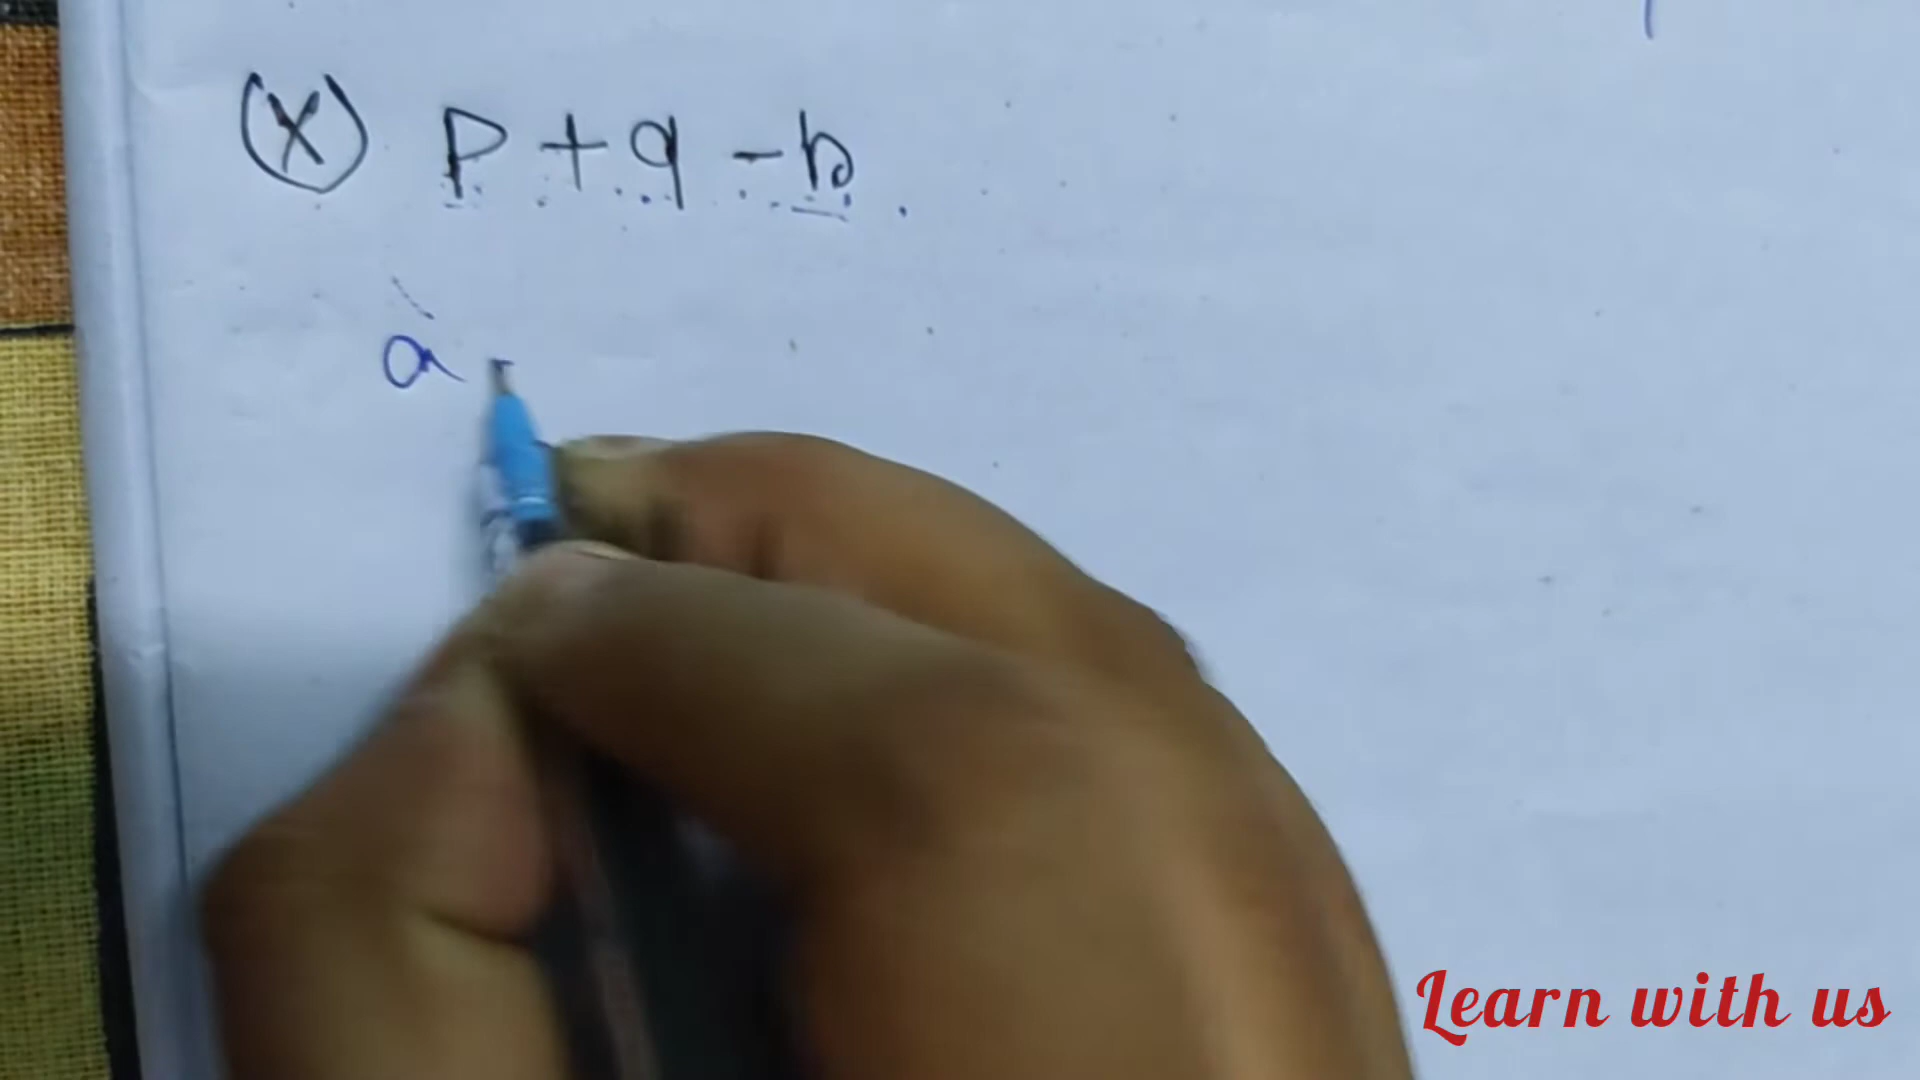 (x) p + q - b
a
Learn with us